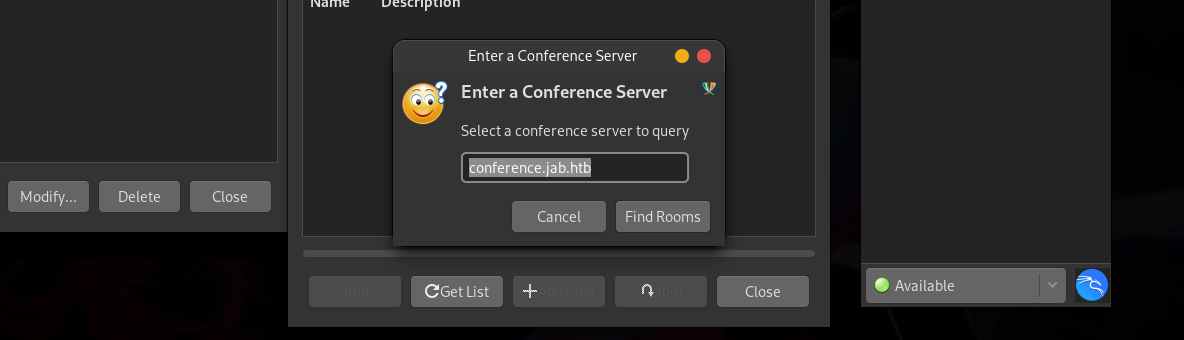 Name Description
Enter a Conference Server
Enter a Conference Server
Select a conference server to query
conference.jab.htb
Cancel Find Rooms
Modify... Delete Close
Stop Get List Add Chat Join Close
Available